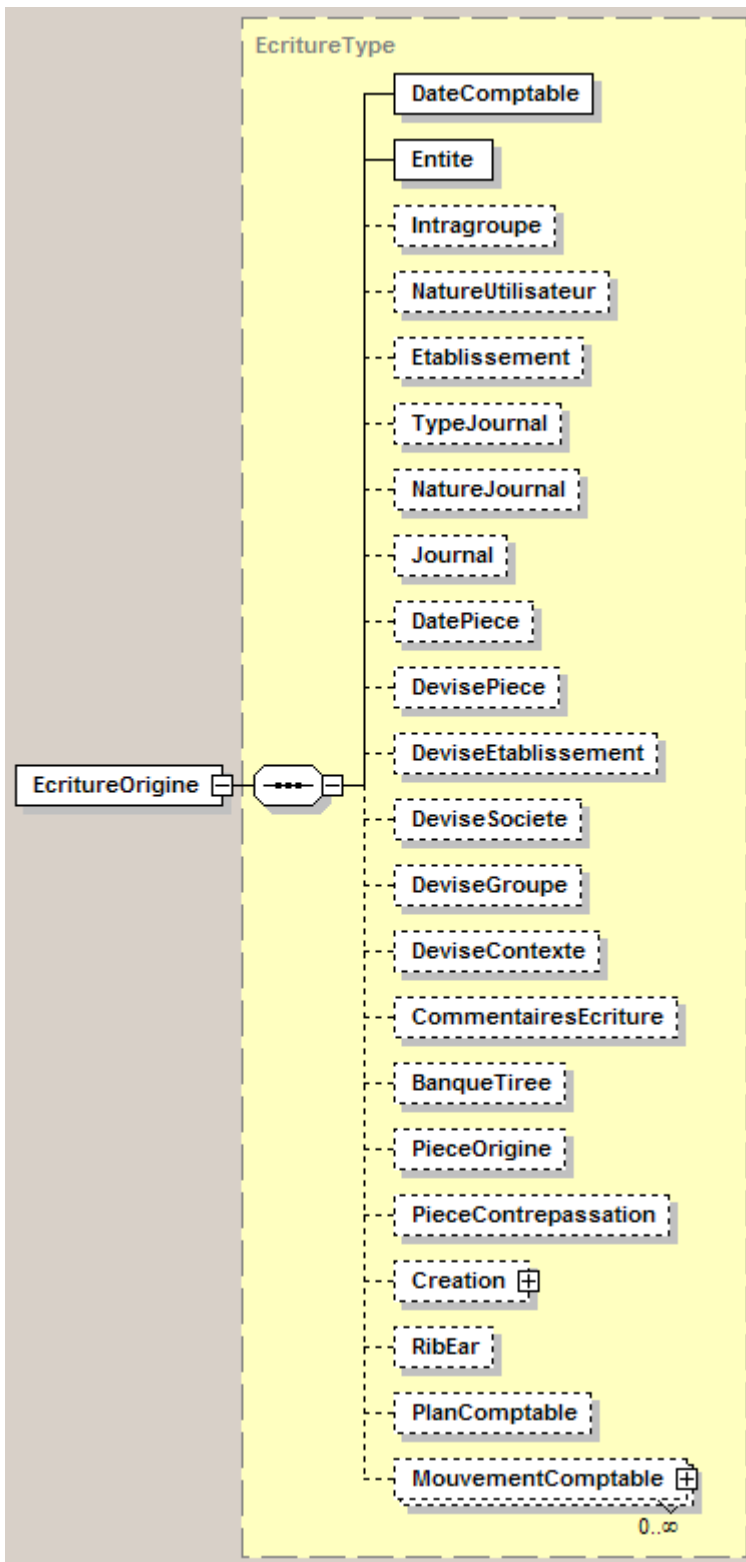 EcritureType
DateComptable
Entite
Intragroupe
NatureUtilisateur
Etablissement
TypeJournal
NatureJournal
Journal
DatePiece
DevisePiece
DeviseEtablissement
EcritureOrigine
DeviseSociete
DeviseGroupe
DeviseContexte
CommentairesEcriture
BanqueTiree
PieceOrigine
PieceContrepassation
Creation
RibEar
PlanComptable
MouvementComptable
0..∞